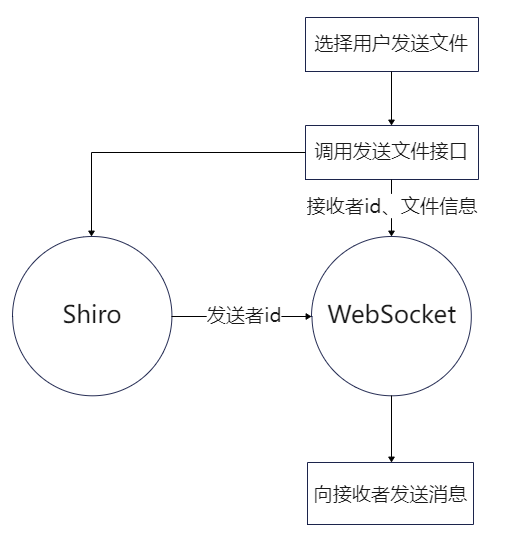 选择用户发送文件
调用发送文件接口
接收者id、文件信息
Shiro
发送者id
WebSocket
向接收者发送消息